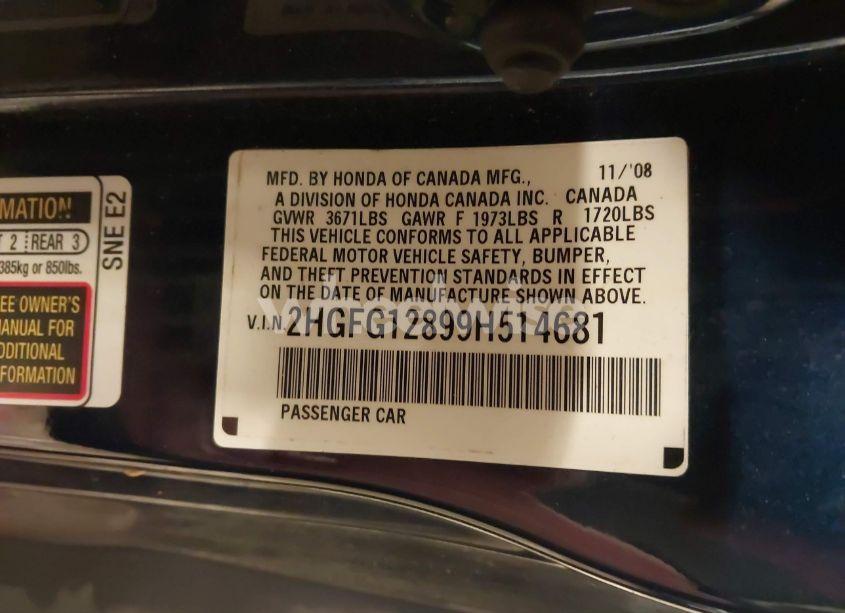 MATION
T 2 REAR 3
385kg or 850lbs.
EE OWNER'S
MANUAL FOR
DDITIONAL
FORMATION
SNE E2
MFD. BY HONDA OF CANADA MFG., 11/'08
A DIVISION OF HONDA CANADA INC. CANADA
GVWR 3671LBS GAWR F 1973LBS R 1720LBS
THIS VEHICLE CONFORMS TO ALL APPLICABLE
FEDERAL MOTOR VEHICLE SAFETY, BUMPER,
AND THEFT PREVENTION STANDARDS IN EFFECT
ON THE DATE OF MANUFACTURE SHOWN ABOVE.
V.I.N. 2HGFG12899H514681
PASSENGER CAR